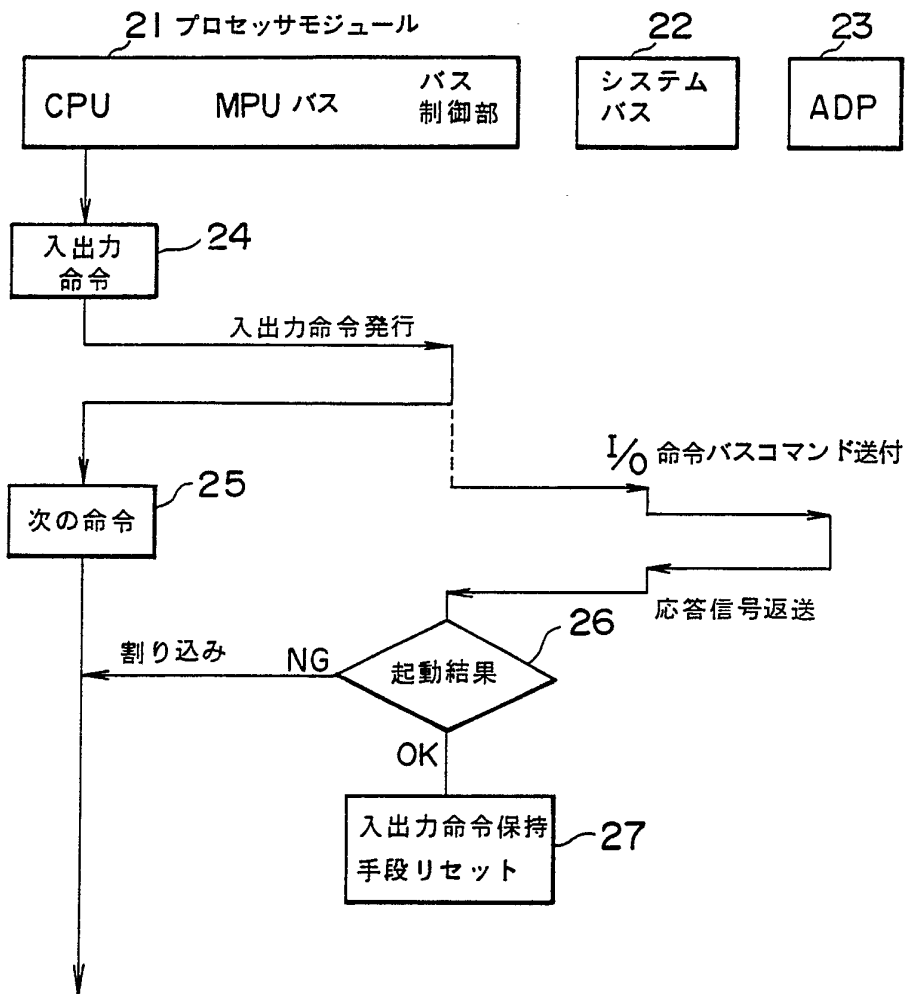 21 プロセッサモジュール
22
23
CPU
MPU バス
バス
制御部
システム
バス
ADP
24
入出力
命令
入出力命令発行
I/O 命令バスコマンド送付
25
次の命令
応答信号返送
26
割り込み
NG
起動結果
OK
入出力命令保持
手段リセット
27